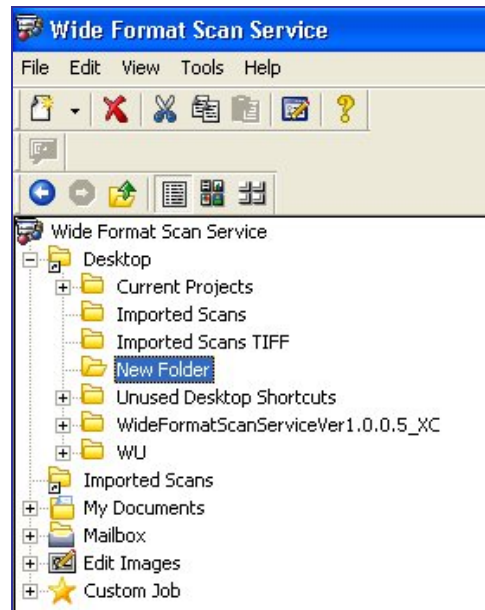 Wide Format Scan Service
File Edit View Tools Help
Wide Format Scan Service
Desktop
Current Projects
Imported Scans
Imported Scans TIFF
New Folder
Unused Desktop Shortcuts
WideFormatScanServiceVer1.0.0.5_XC
WU
Imported Scans
My Documents
Mailbox
Edit Images
Custom Job